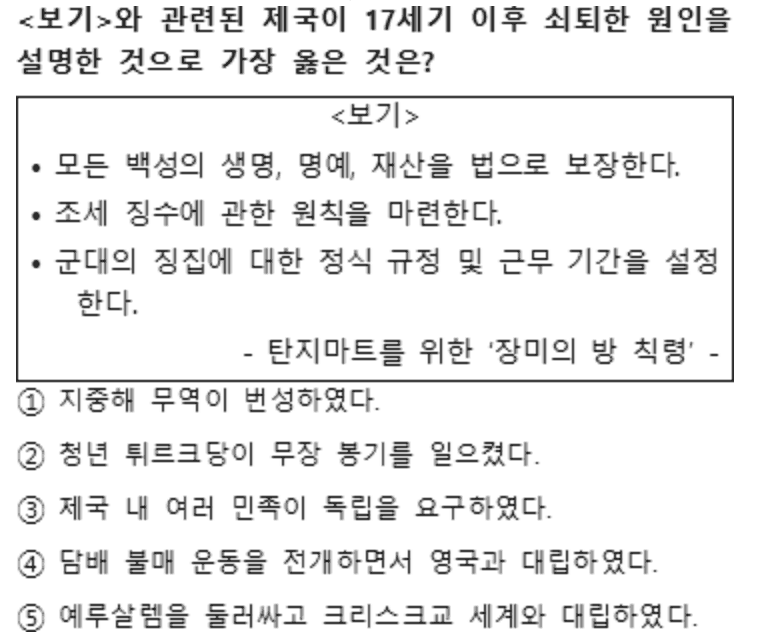 <보기>와 관련된 제국이 17세기 이후 쇠퇴한 원인을
설명한 것으로 가장 옳은 것은?
<보기>
• 모든 백성의 생명, 명예, 재산을 법으로 보장한다.
• 조세 징수에 관한 원칙을 마련한다.
• 군대의 징집에 대한 정식 규정 및 근무 기간을 설정
한다.
- 탄지마트를 위한 '장미의 방 칙령' -
① 지중해 무역이 번성하였다.
② 청년 튀르크당이 무장 봉기를 일으켰다.
③ 제국 내 여러 민족이 독립을 요구하였다.
④ 담배 불매 운동을 전개하면서 영국과 대립하였다.
⑤ 예루살렘을 둘러싸고 크리스크교 세계와 대립하였다.